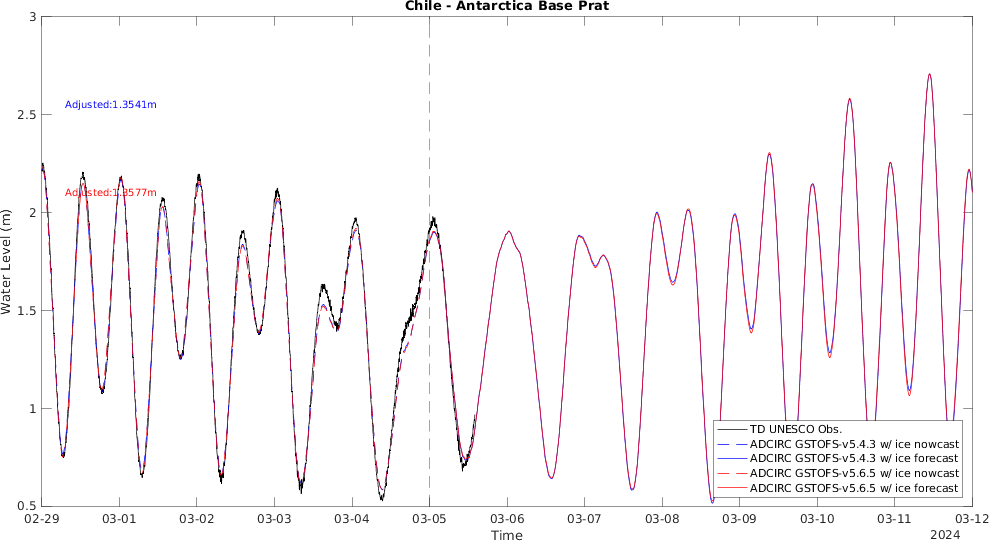 Chile - Antarctica Base Prat
3
2.5
2
1.5
1
0.5
Water Level (m)
Adjusted:1.3541m
Adjusted:1.3577m
TD UNESCO Obs.
ADCIRC GSTOFS-v5.4.3 w/ ice nowcast
ADCIRC GSTOFS-v5.4.3 w/ ice forecast
ADCIRC GSTOFS-v5.6.5 w/ ice nowcast
ADCIRC GSTOFS-v5.6.5 w/ ice forecast
02-29 03-01 03-02 03-03 03-04 03-05 03-06 03-07 03-08 03-09 03-10 03-11 03-12
Time
2024